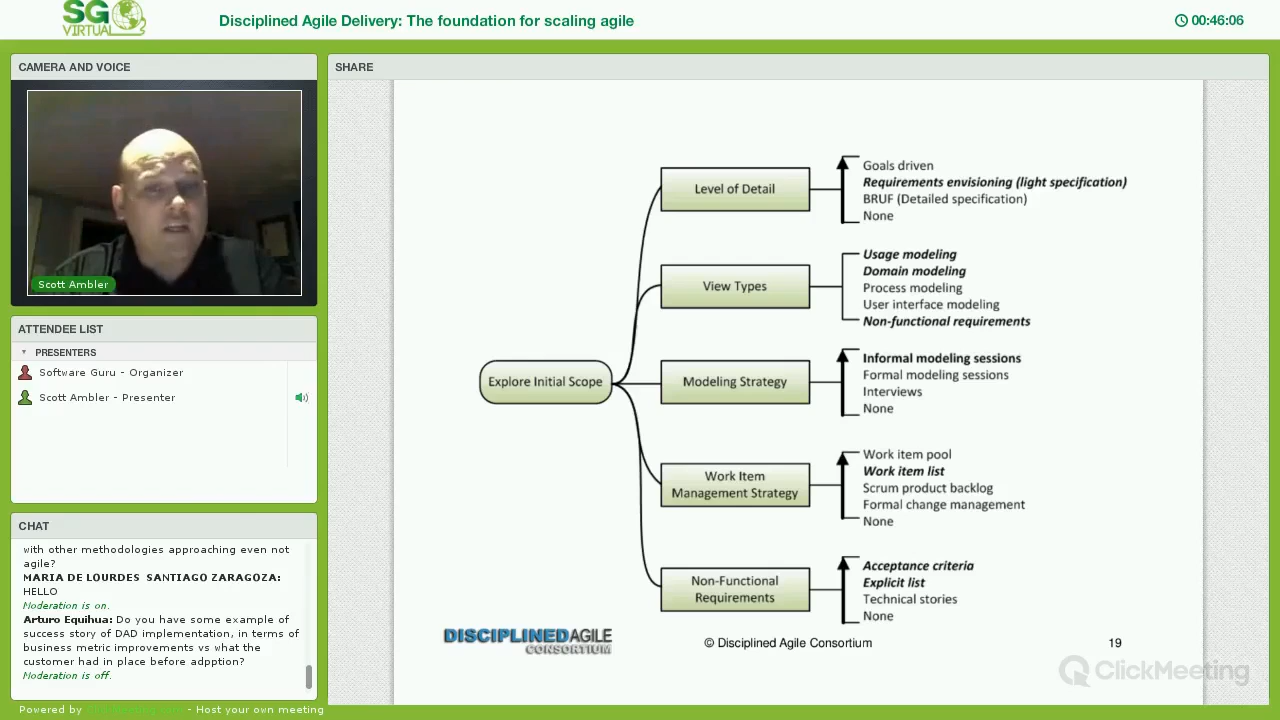 SG
VIRTUAL
Disciplined Agile Delivery: The foundation for scaling agile
00:46:06
CAMERA AND VOICE
Scott Ambler
ATTENDEE LIST
PRESENTERS
Software Guru - Organizer
Scott Ambler - Presenter
CHAT
with other methodologies approaching even not
agile?
MARIA DE LOURDES SANTIAGO ZARAGOZA:
HELLO
Moderation is on.
Arturo Equihua: Do you have some example of
success story of DAD implementation, in terms of
business metric improvements vs what the
customer had in place before adpption?
Moderation is off.
Powered by ClickMeeting.com - Host your own meeting
SHARE
Explore Initial Scope
Level of Detail
Goals driven
Requirements envisioning (light specification)
BRUF (Detailed specification)
None
View Types
Usage modeling
Domain modeling
Process modeling
User interface modeling
Non-functional requirements
Modeling Strategy
Informal modeling sessions
Formal modeling sessions
Interviews
None
Work Item
Management Strategy
Work item pool
Work item list
Scrum product backlog
Formal change management
None
Non-Functional
Requirements
Acceptance criteria
Explicit list
Technical stories
None
DISCIPLINED AGILE
CONSORTIUM
© Disciplined Agile Consortium
19
ClickMeeting